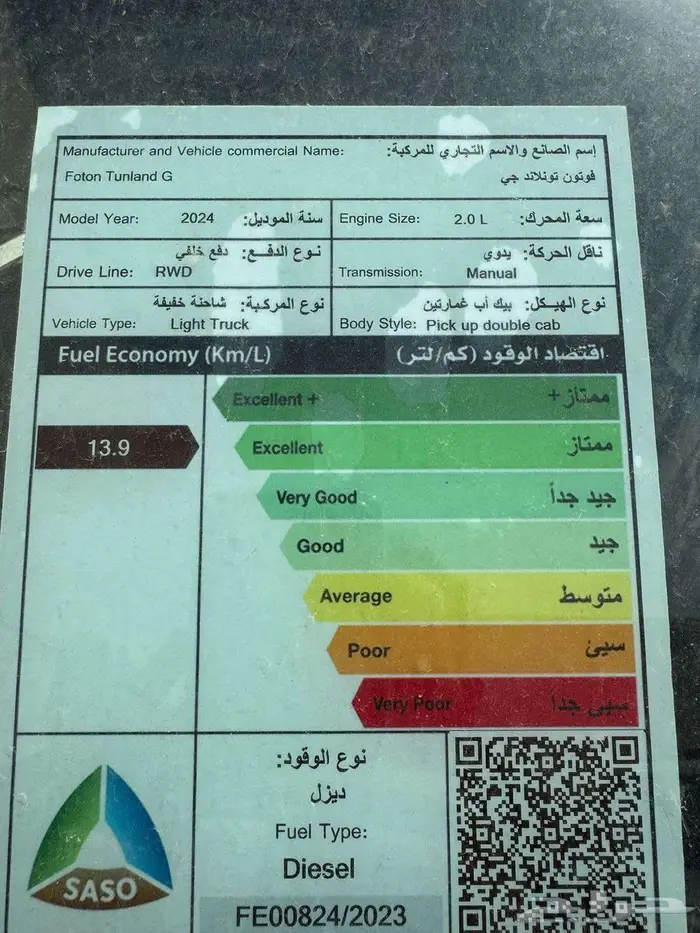 Manufacturer and Vehicle commercial Name: إسم الصانع والاسم التجاري للمركبة:
Foton Tunland G فوتون تونلاند جي
Model Year: 2024 سنة الموديل: Engine Size: 2.0 L سعة المحرك:
نوع الدفع: دفع خلفي ناقل الحركة: يدوي
Drive Line: RWD Transmission: Manual
نوع المركبة: شاحنة خفيفة نوع الهيكل: بيك أب غمارتين
Vehicle Type: Light Truck Body Style: Pick up double cab
Fuel Economy (Km/L) اقتصاد الوقود (كم/لتر)
Excellent + ممتاز+
13.9 Excellent ممتاز
Very Good جيد جداً
Good جيد
Average متوسط
Poor سيئ
Very Poor سيئ جداً
نوع الوقود:
ديزل
Fuel Type:
Diesel
SASO
FE00824/2023
حراج